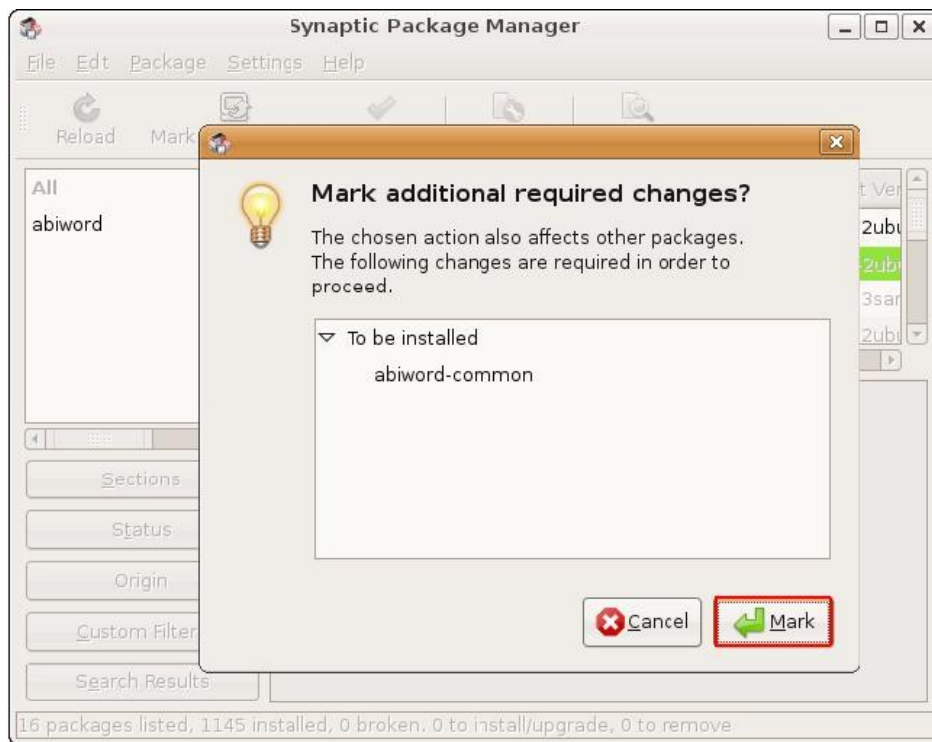 Synaptic Package Manager
File Edt Package Settings Help
Reload Mark
All
abiword
t Ver
2ubu
-2ubu
3sar
2ubu
Mark additional required changes?
The chosen action also affects other packages.
The following changes are required in order to
proceed.
To be installed
abiword-common
Cancel Mark
Sections
Status
Origin
Custom Filter
Search Results
16 packages listed, 1145 installed, 0 broken. 0 to install/upgrade, 0 to remove